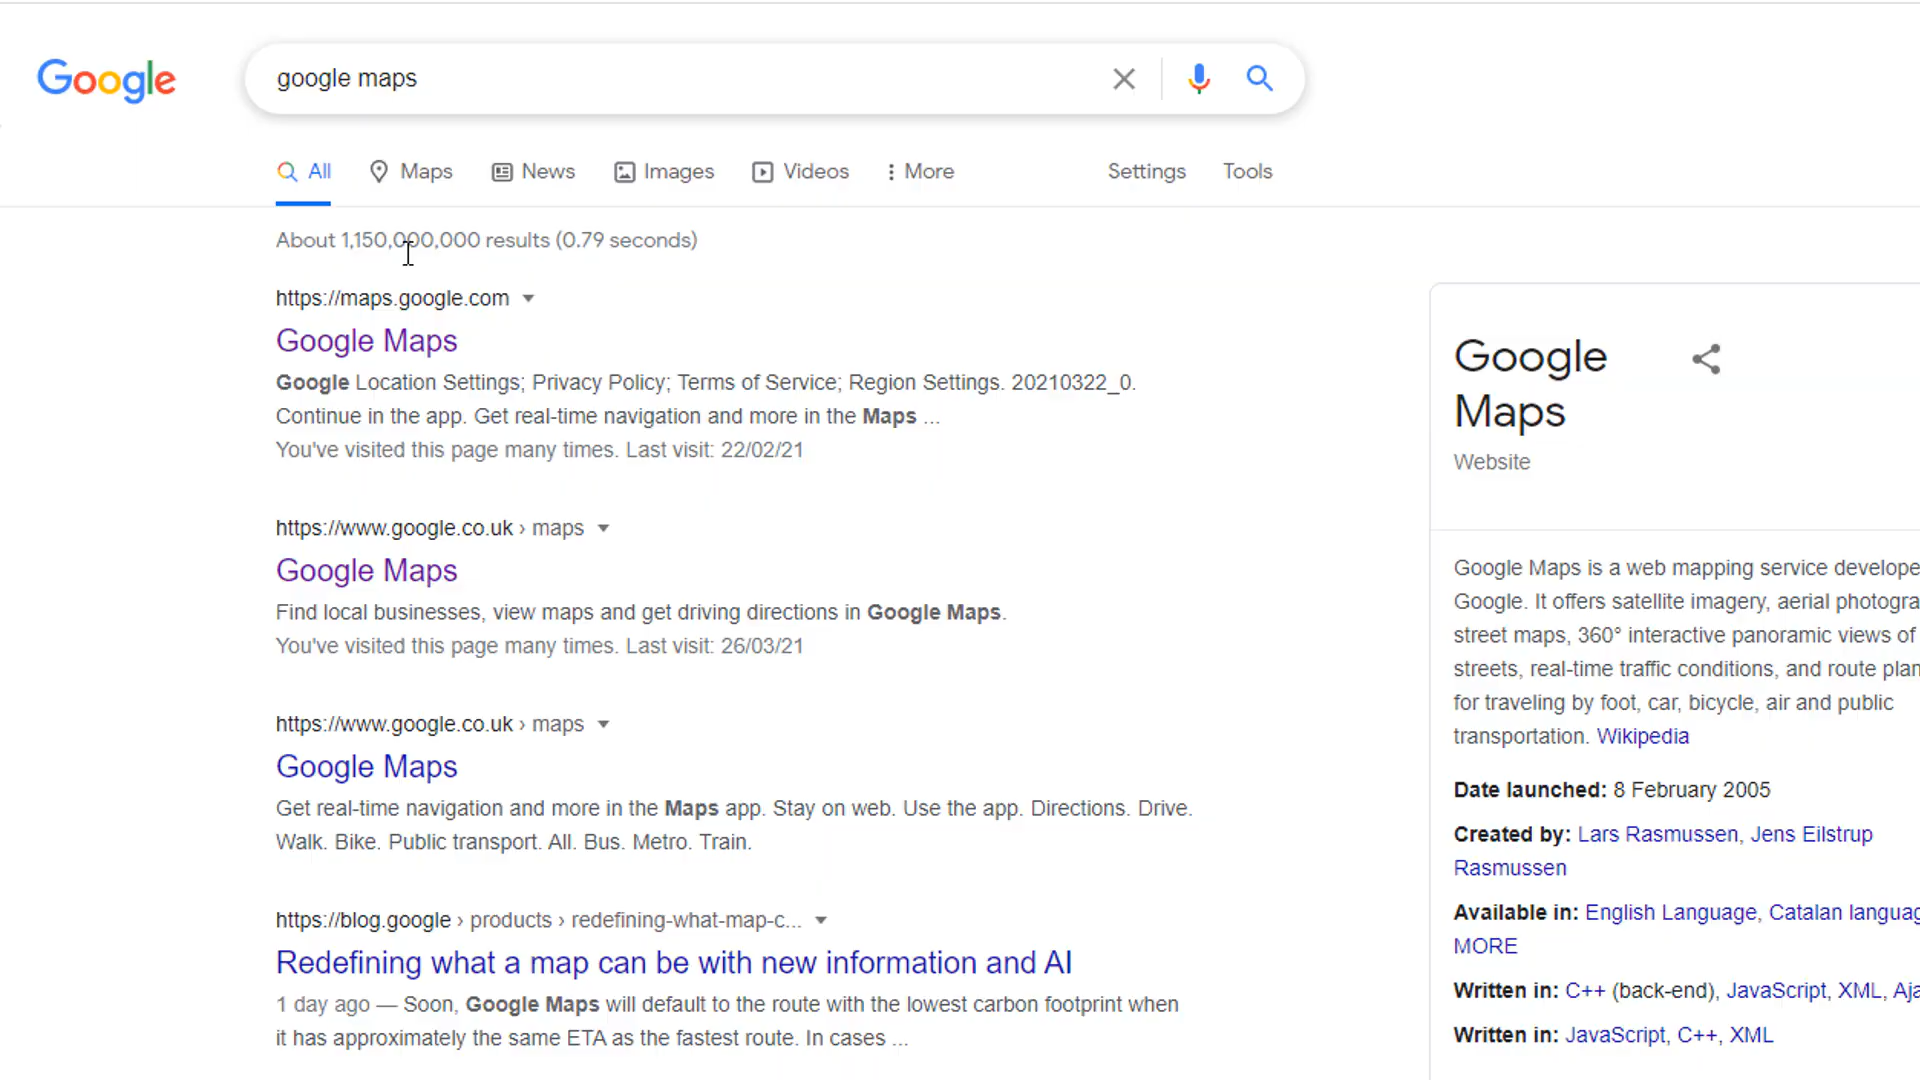 Google
google maps
All Maps News Images Videos More Settings Tools
About 1,150,000,000 results (0.79 seconds)
https://maps.google.com
Google Maps
Google Location Settings; Privacy Policy; Terms of Service; Region Settings. 20210322_0.
Continue in the app. Get real-time navigation and more in the Maps ...
You've visited this page many times. Last visit: 22/02/21
https://www.google.co.uk › maps
Google Maps
Find local businesses, view maps and get driving directions in Google Maps.
You've visited this page many times. Last visit: 26/03/21
https://www.google.co.uk › maps
Google Maps
Get real-time navigation and more in the Maps app. Stay on web. Use the app. Directions. Drive.
Walk. Bike. Public transport. All. Bus. Metro. Train.
https://blog.google › products › redefining-what-map-c...
Redefining what a map can be with new information and AI
1 day ago — Soon, Google Maps will default to the route with the lowest carbon footprint when
it has approximately the same ETA as the fastest route. In cases ...
Google
Maps
Website
Google Maps is a web mapping service develope
Google. It offers satellite imagery, aerial photogra
street maps, 360° interactive panoramic views of
streets, real-time traffic conditions, and route plan
for traveling by foot, car, bicycle, air and public
transportation. Wikipedia
Date launched: 8 February 2005
Created by: Lars Rasmussen, Jens Eilstrup
Rasmussen
Available in: English Language, Catalan languag
MORE
Written in: C++ (back-end), JavaScript, XML, Aja
Written in: JavaScript, C++, XML